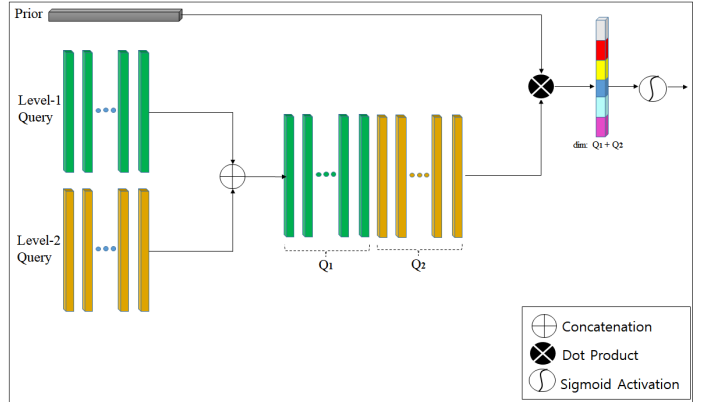 Prior
Level-1
Query
Level-2
Query
Q1
Q2
dim: Q1 + Q2
Concatenation
Dot Product
Sigmoid Activation